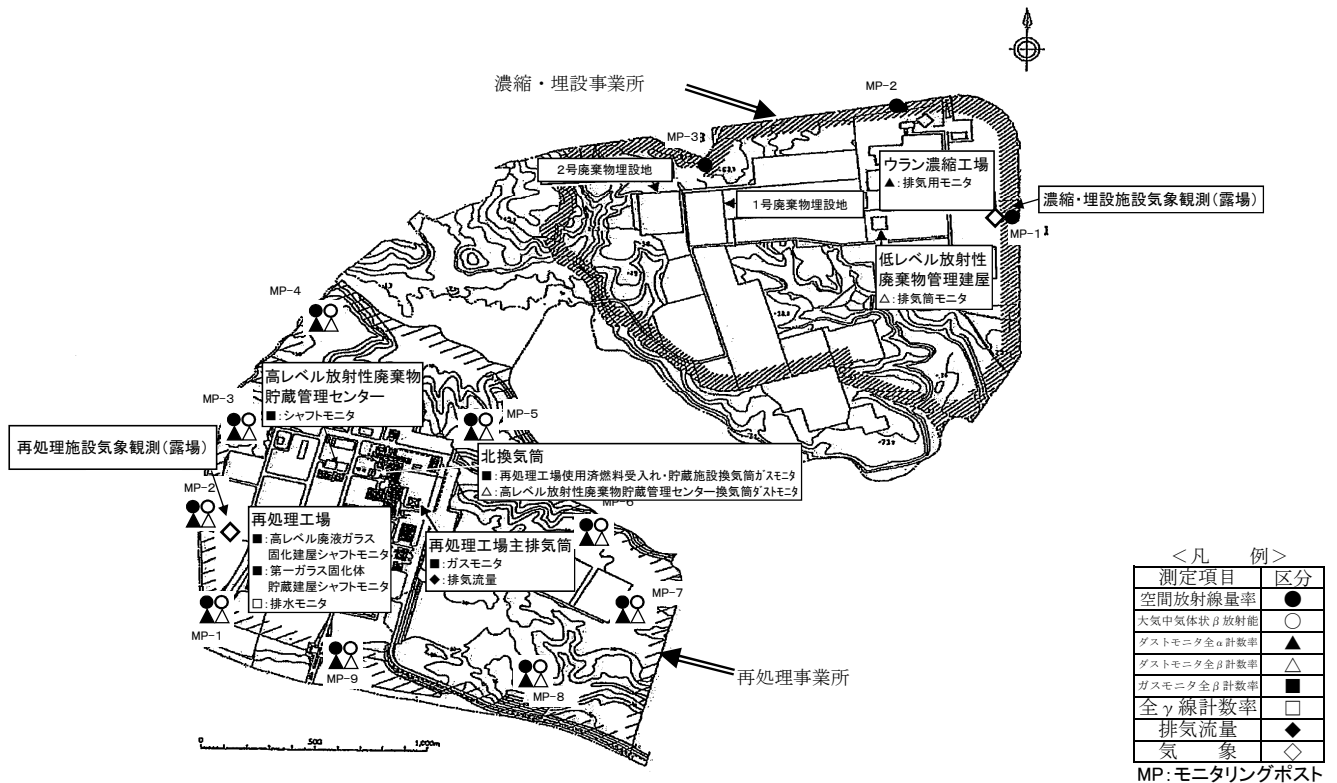 濃縮・埋設事業所
MP-2
MP-3
2号廃棄物埋設地
ウラン濃縮工場
▲:排気用モニタ
1号廃棄物埋設地
濃縮・埋設施設気象観測(露場)
MP-1
低レベル放射性
廃棄物管理建屋
△:排気筒モニタ
MP-4
高レベル放射性廃棄物
貯蔵管理センター
■:シャフトモニタ
MP-3
MP-5
再処理施設気象観測(露場)
北換気筒
■:再処理工場使用済燃料受入れ・貯蔵施設換気筒ガスモニタ
△:高レベル放射性廃棄物貯蔵管理センター換気筒ダストモニタ
MP-2
MP-6
再処理工場
■:高レベル廃液ガラス
固化建屋シャフトモニタ
■:第一ガラス固化体
貯蔵建屋シャフトモニタ
□:排水モニタ
再処理工場主排気筒
■:ガスモニタ
◆:排気流量
MP-7
MP-1
MP-9
MP-8
再処理事業所
0 500 1,000m
<凡 例>
測定項目 区分
空間放射線量率 ●
大気中気体状β放射能 ○
ダストモニタ全α計数率 ▲
ダストモニタ全β計数率 △
ガスモニタ全β計数率 ■
全γ線計数率 □
排気流量 ◆
気 象 ◇
MP:モニタリングポスト